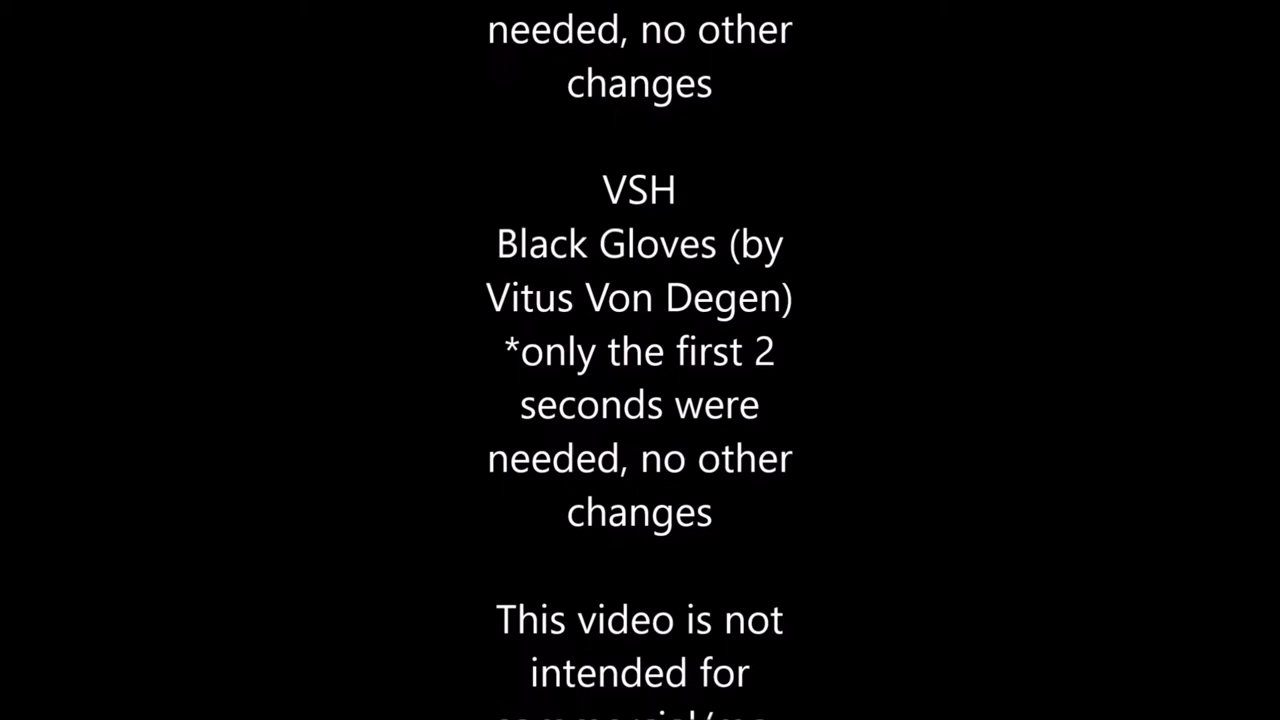 needed, no other
changes
VSH
Black Gloves (by
Vitus Von Degen)
*only the first 2
seconds were
needed, no other
changes
This video is not
intended for